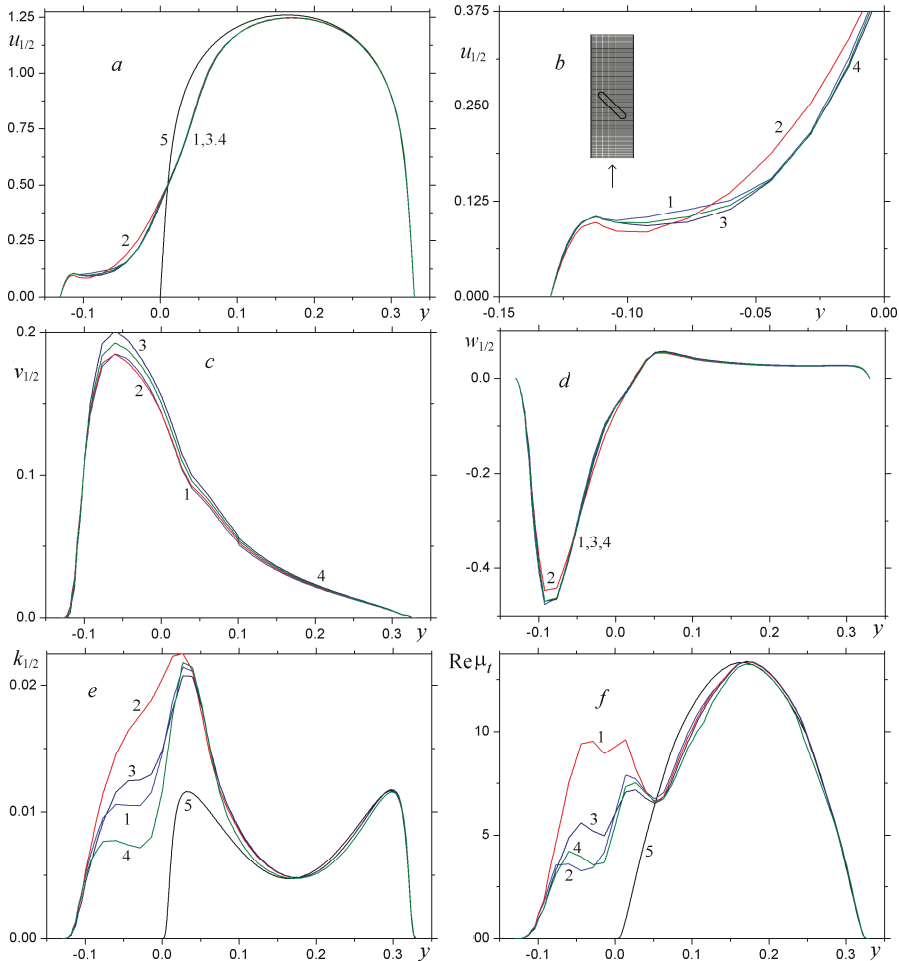 1.25
u1/2
a
1.00
0.75
5
1,3.4
0.50
0.25
2
0.00
-0.1 0.0 0.1 0.2 0.3 y
0.375
u1/2
b
4
0.250
2
0.125
1
3
0.000
-0.15 -0.10 -0.05 y 0.00
0.2
v1/2
3
c
2
0.1
1
4
0.0
-0.1 0.0 0.1 0.2 0.3 y
w1/2
0.0
d
-0.2
1,3,4
-0.4
2
-0.1 0.0 0.1 0.2 0.3 y
k1/2
0.02
e
2
3
0.01
1
5
4
0.00
-0.1 0.0 0.1 0.2 0.3 y
Reμt
f
10
1
3
5
4
2
5
0
-0.1 0.0 0.1 0.2 0.3 y